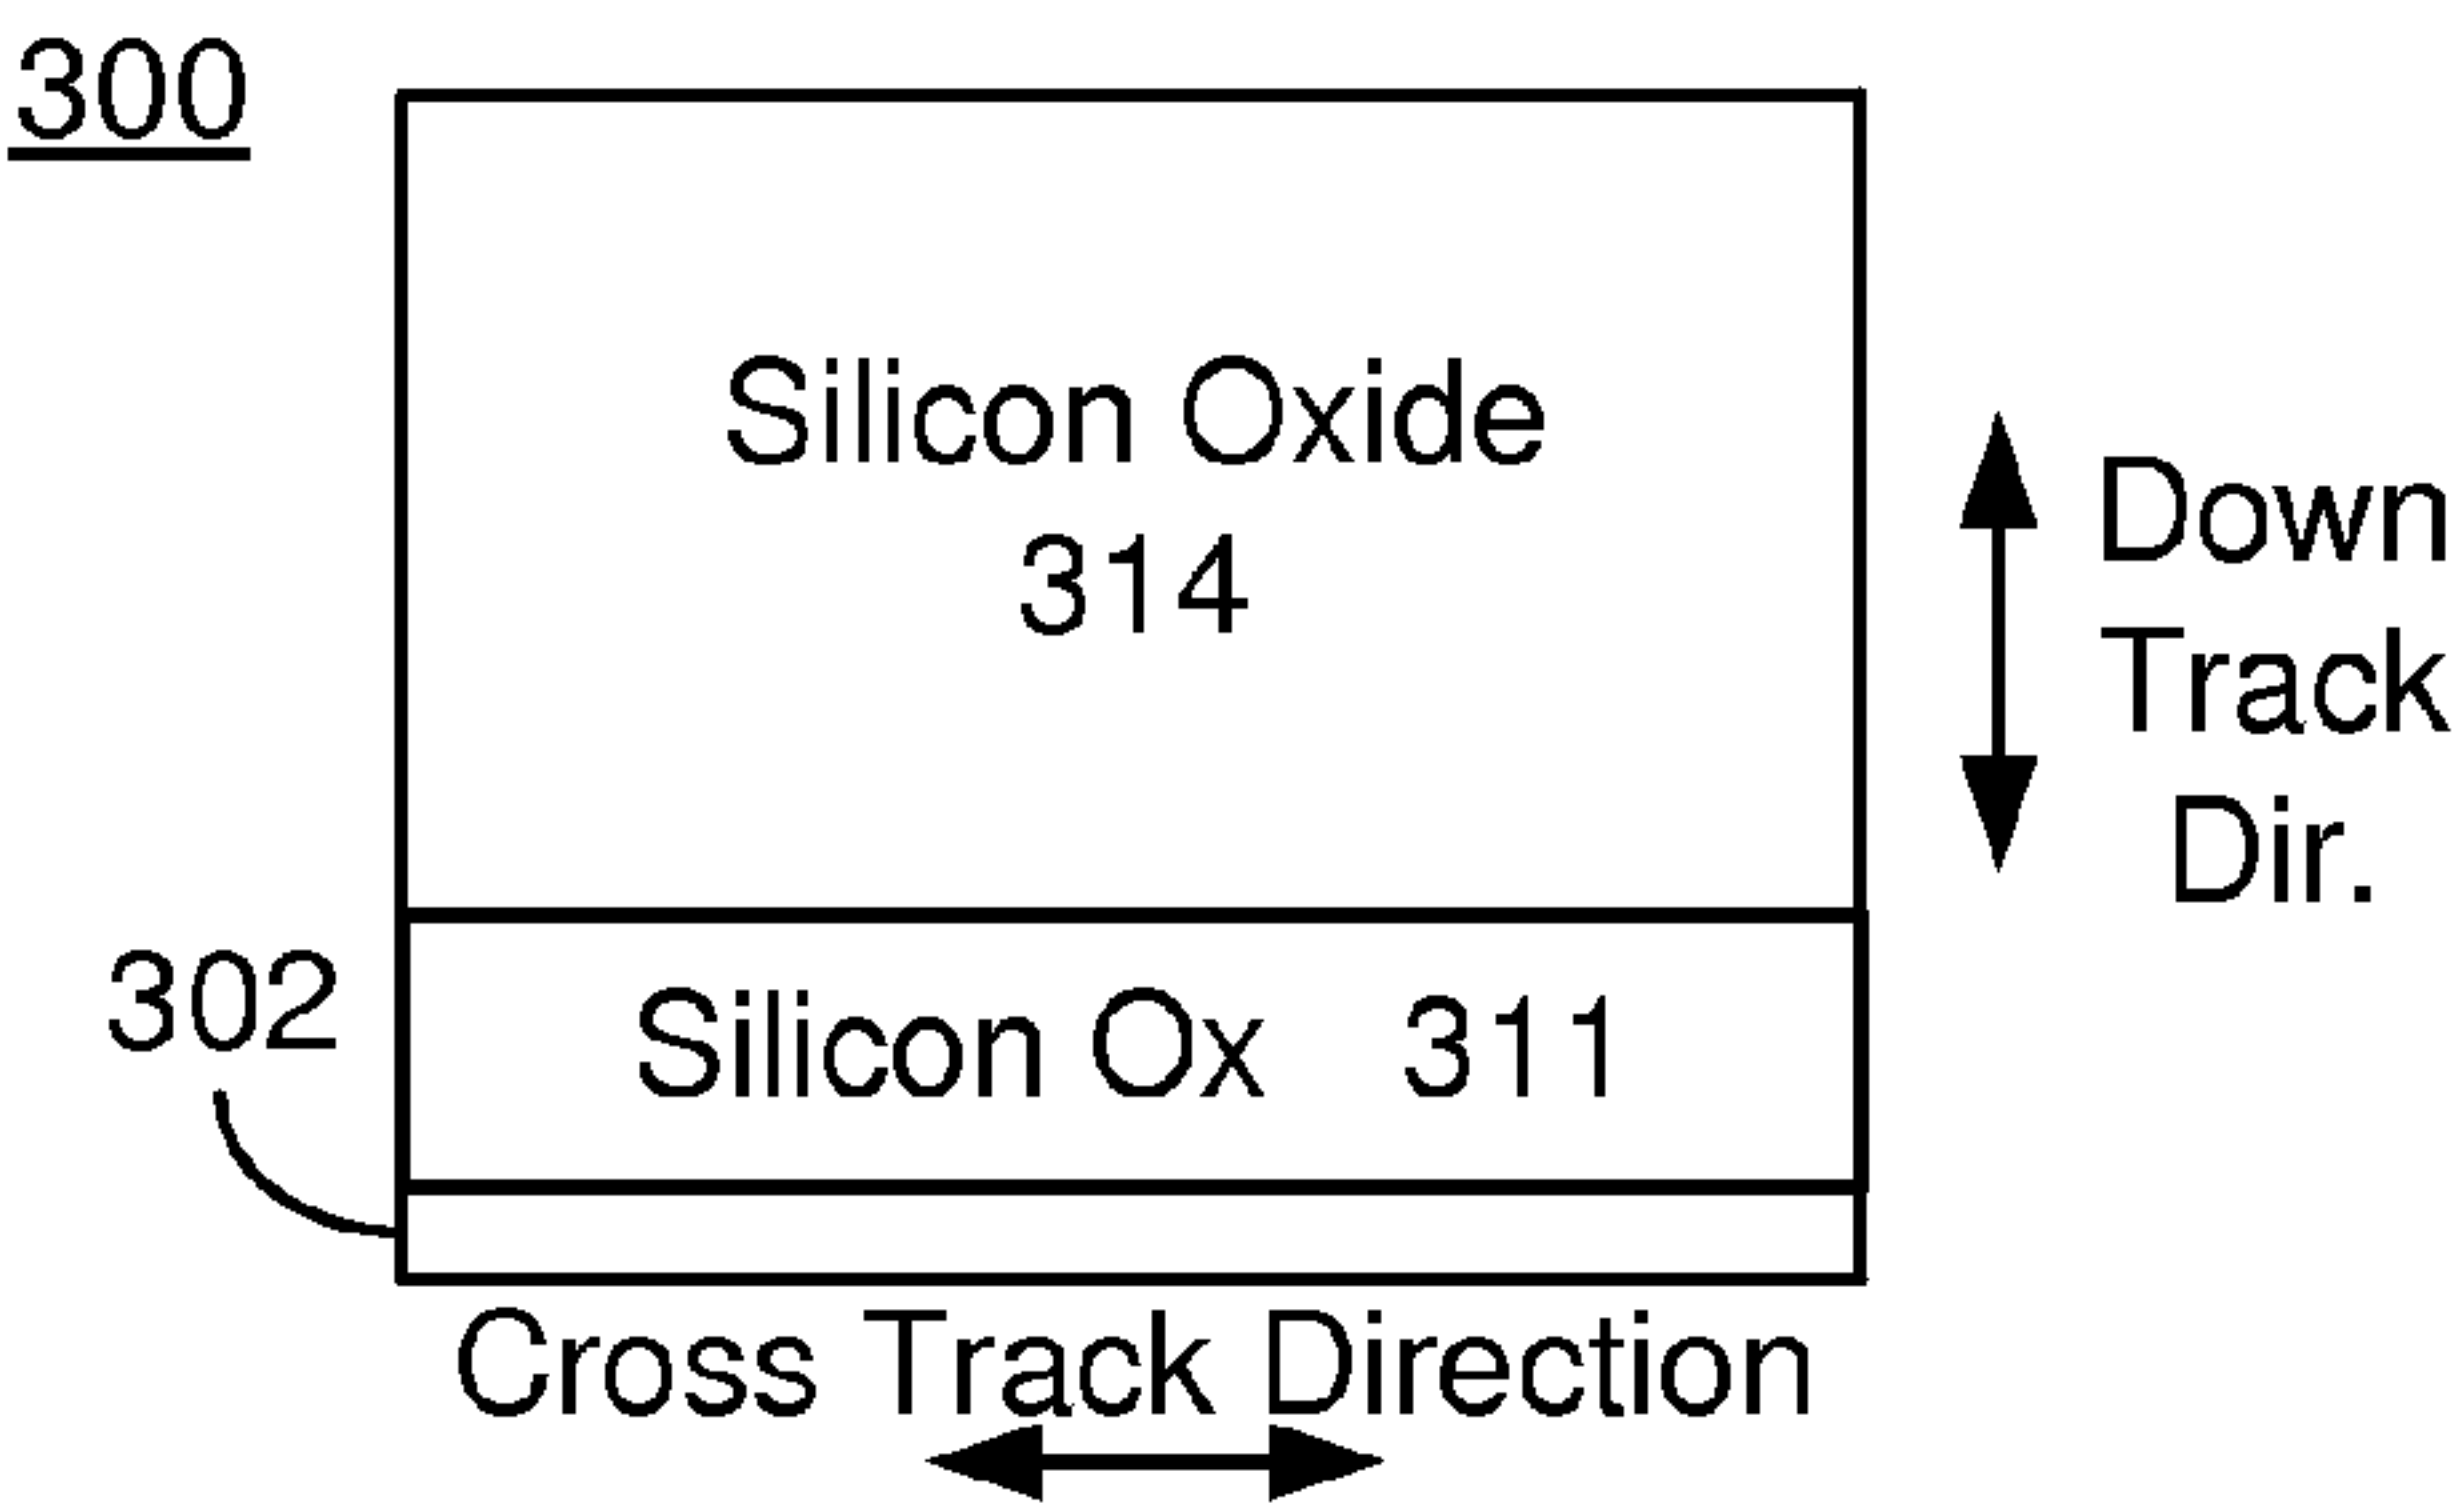 300
Silicon Oxide
314
Down
Track
Dir.
302
Silicon Ox 311
Cross Track Direction